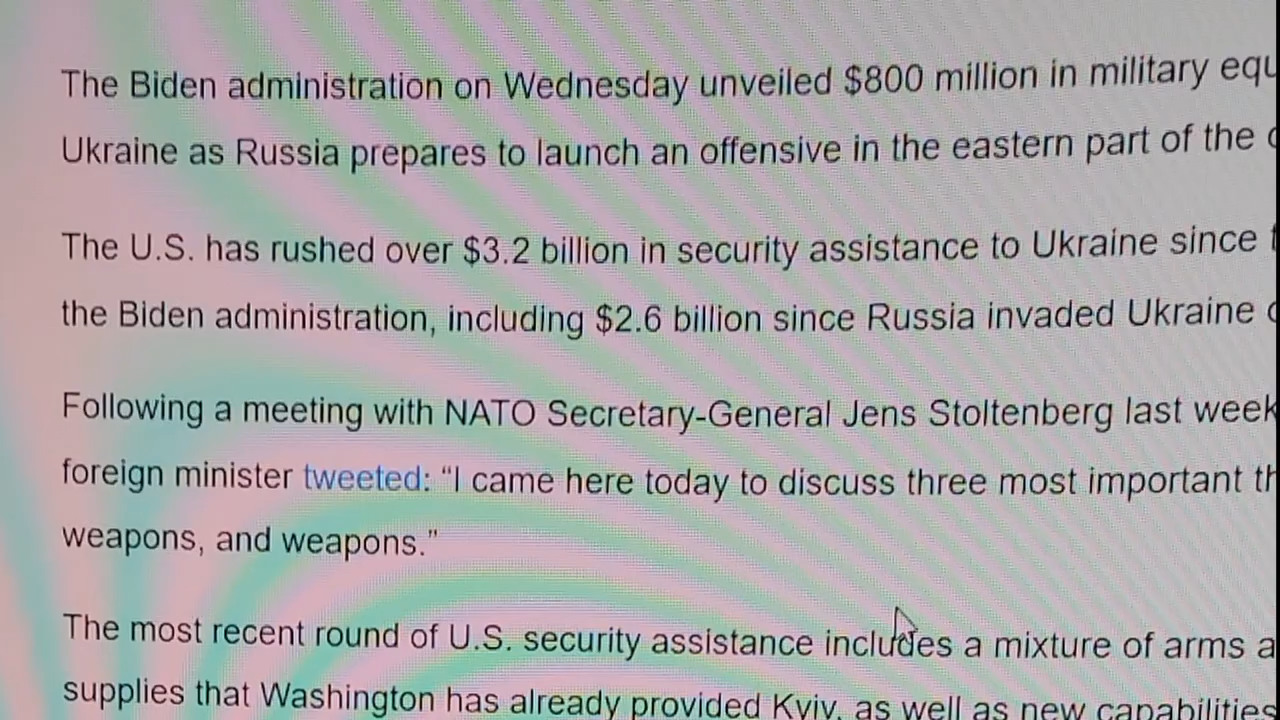 The Biden administration on Wednesday unveiled $800 million in military equ
Ukraine as Russia prepares to launch an offensive in the eastern part of the
The U.S. has rushed over $3.2 billion in security assistance to Ukraine since
the Biden administration, including $2.6 billion since Russia invaded Ukraine
Following a meeting with NATO Secretary-General Jens Stoltenberg last week
foreign minister tweeted: “I came here today to discuss three most important th
weapons, and weapons.”
The most recent round of U.S. security assistance includes a mixture of arms a
supplies that Washington has already provided Kyiv, as well as new capabilities